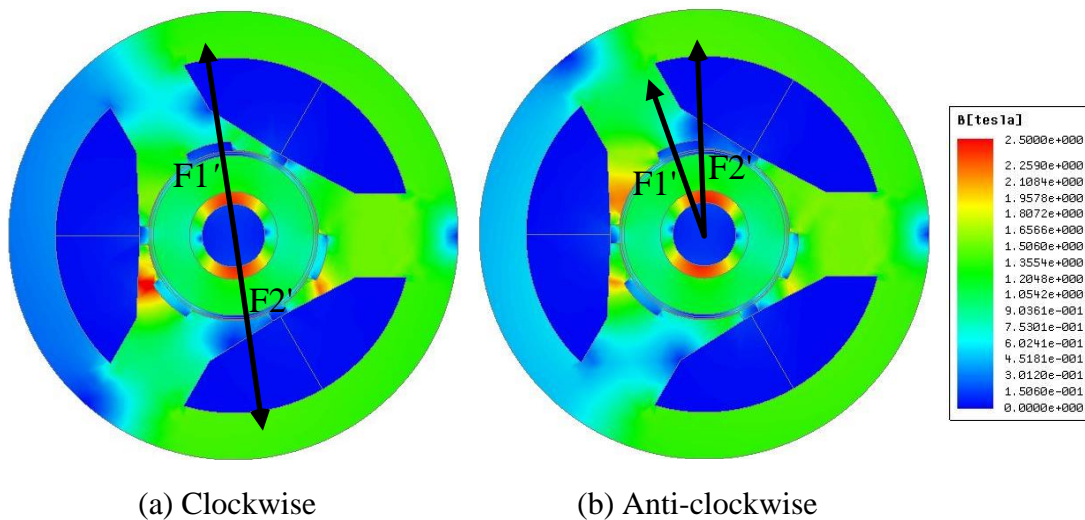 F1'
F2'
F1'
F2'
B[tesla]
2.5000e+000
2.2590e+000
2.1084e+000
1.9578e+000
1.8072e+000
1.6566e+000
1.5060e+000
1.3554e+000
1.2048e+000
1.0542e+000
9.0361e-001
7.5301e-001
6.0241e-001
4.5181e-001
3.0120e-001
1.5060e-001
0.0000e+000
(a) Clockwise
(b) Anti-clockwise